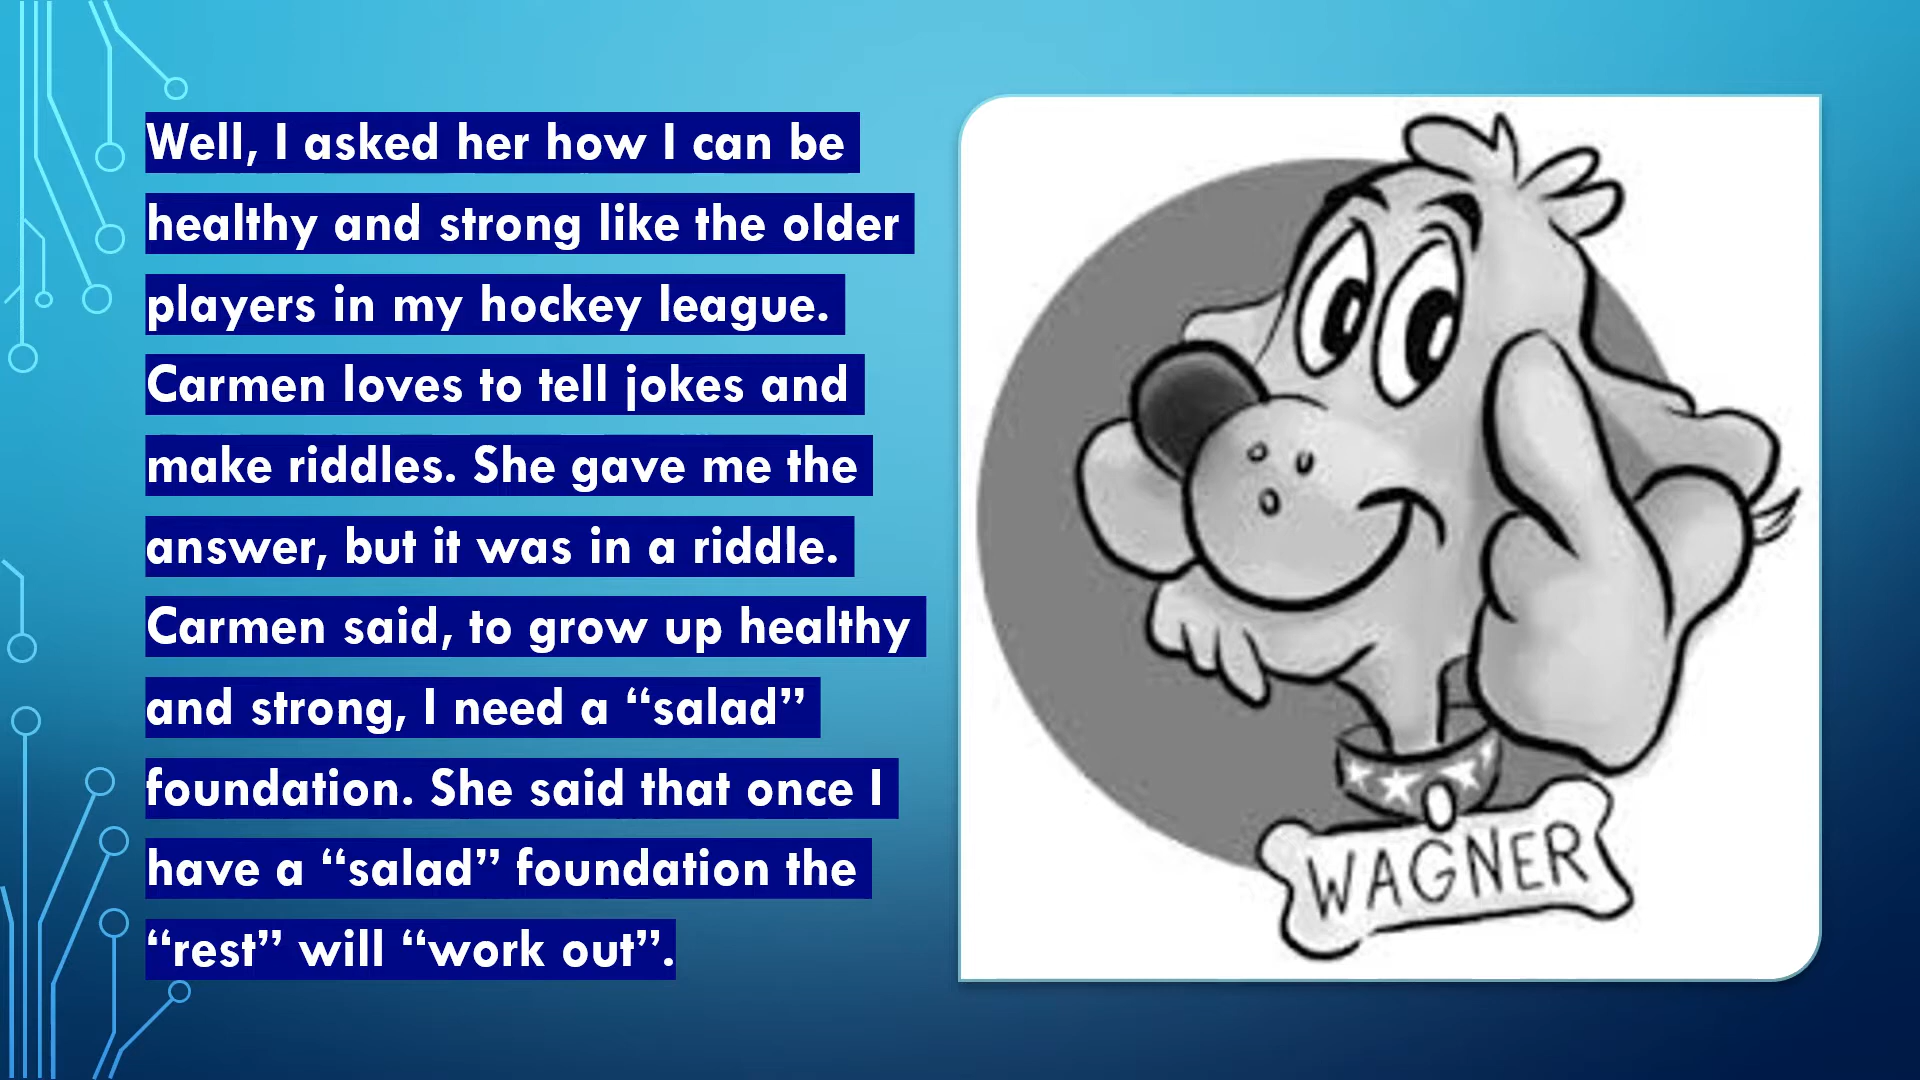 Well, I asked her how I can be
healthy and strong like the older
players in my hockey league.
Carmen loves to tell jokes and
make riddles. She gave me the
answer, but it was in a riddle.
Carmen said, to grow up healthy
and strong, I need a “salad”
foundation. She said that once I
have a “salad” foundation the
“rest” will “work out”.
WAGNER